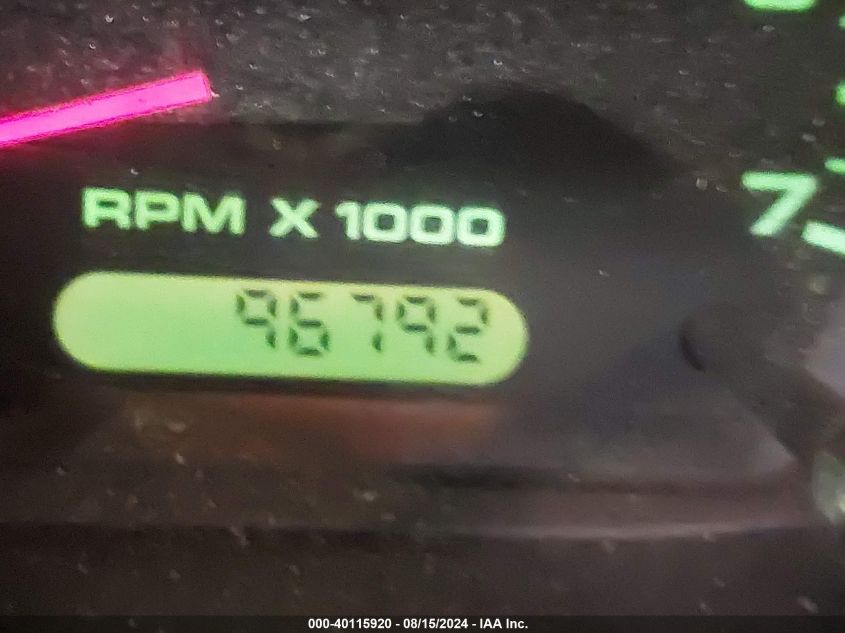 RPM X 1000
7
96792
000-40115920 - 08/15/2024 - IAA Inc.